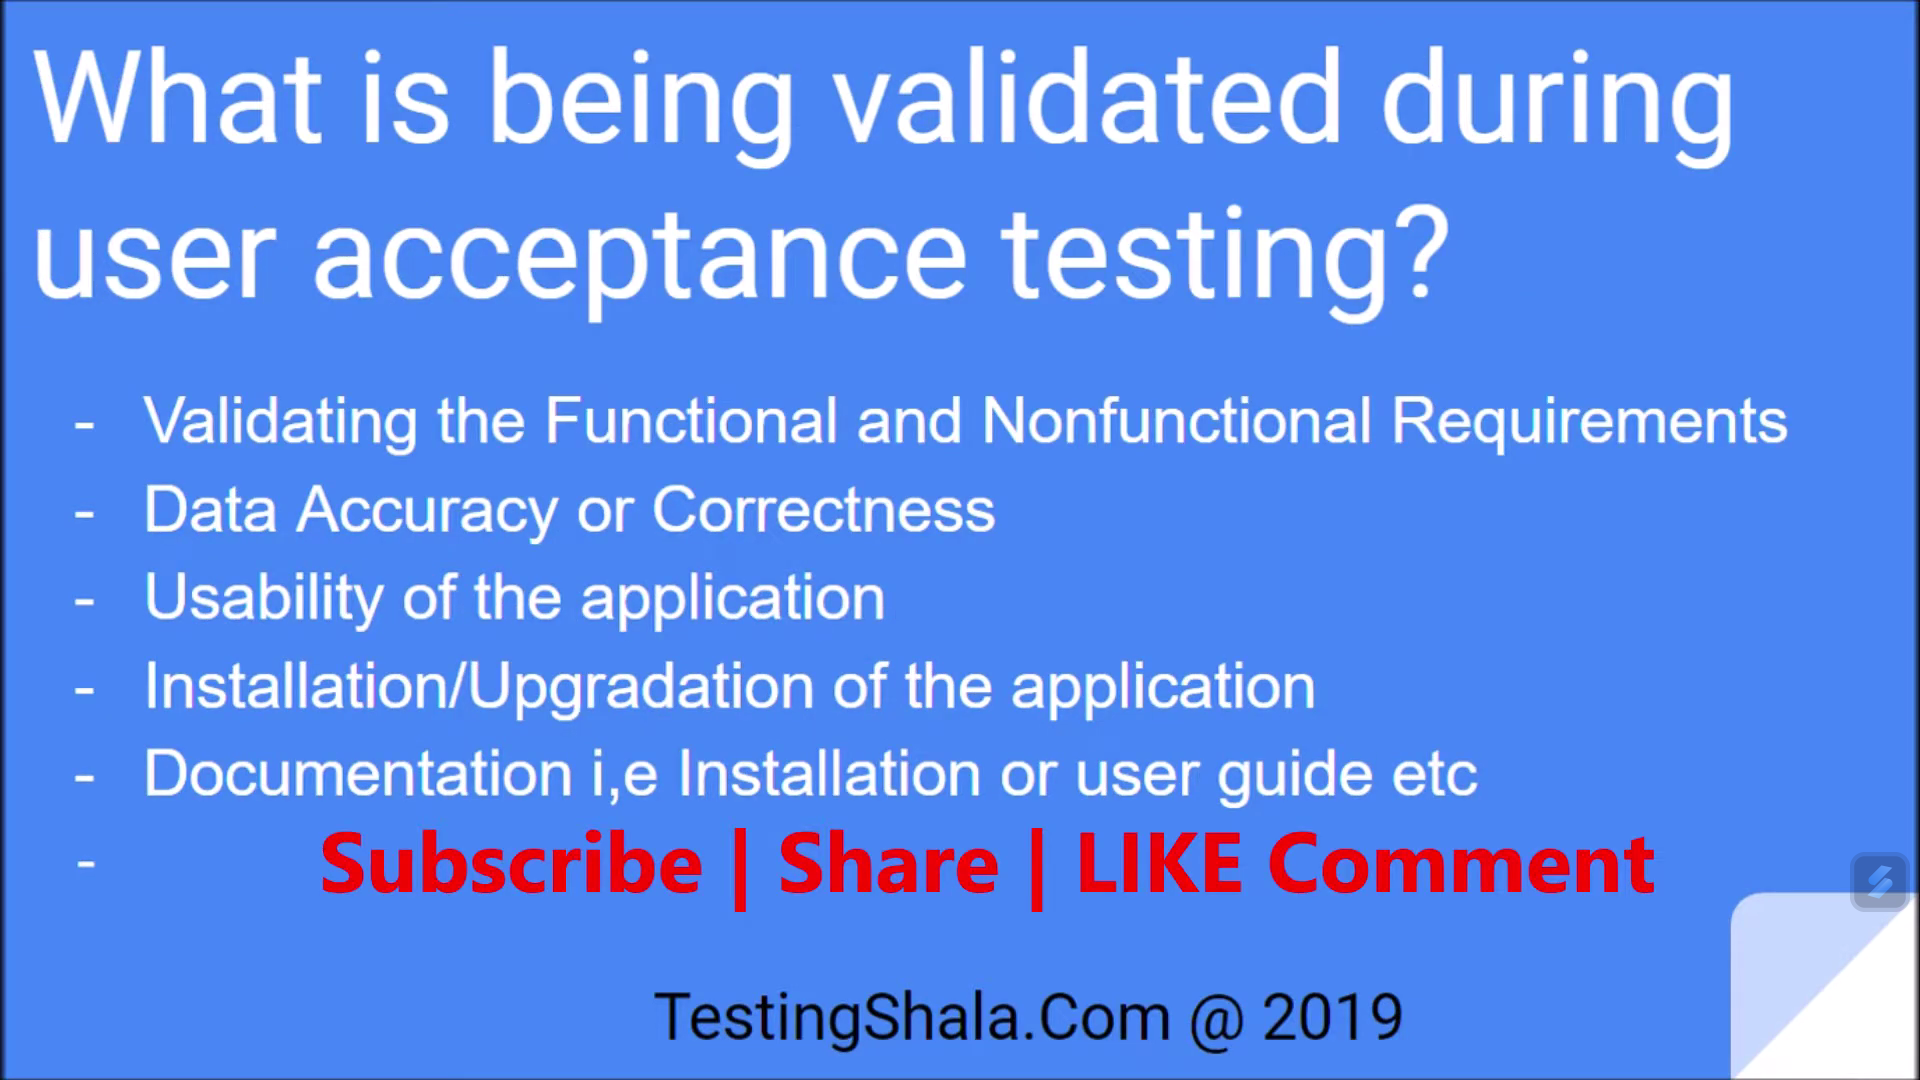 What is being validated during
user acceptance testing?
- Validating the Functional and Nonfunctional Requirements
- Data Accuracy or Correctness
- Usability of the application
- Installation/Upgradation of the application
- Documentation i,e Installation or user guide etc
- Subscribe | Share | LIKE Comment
TestingShala.Com @ 2019